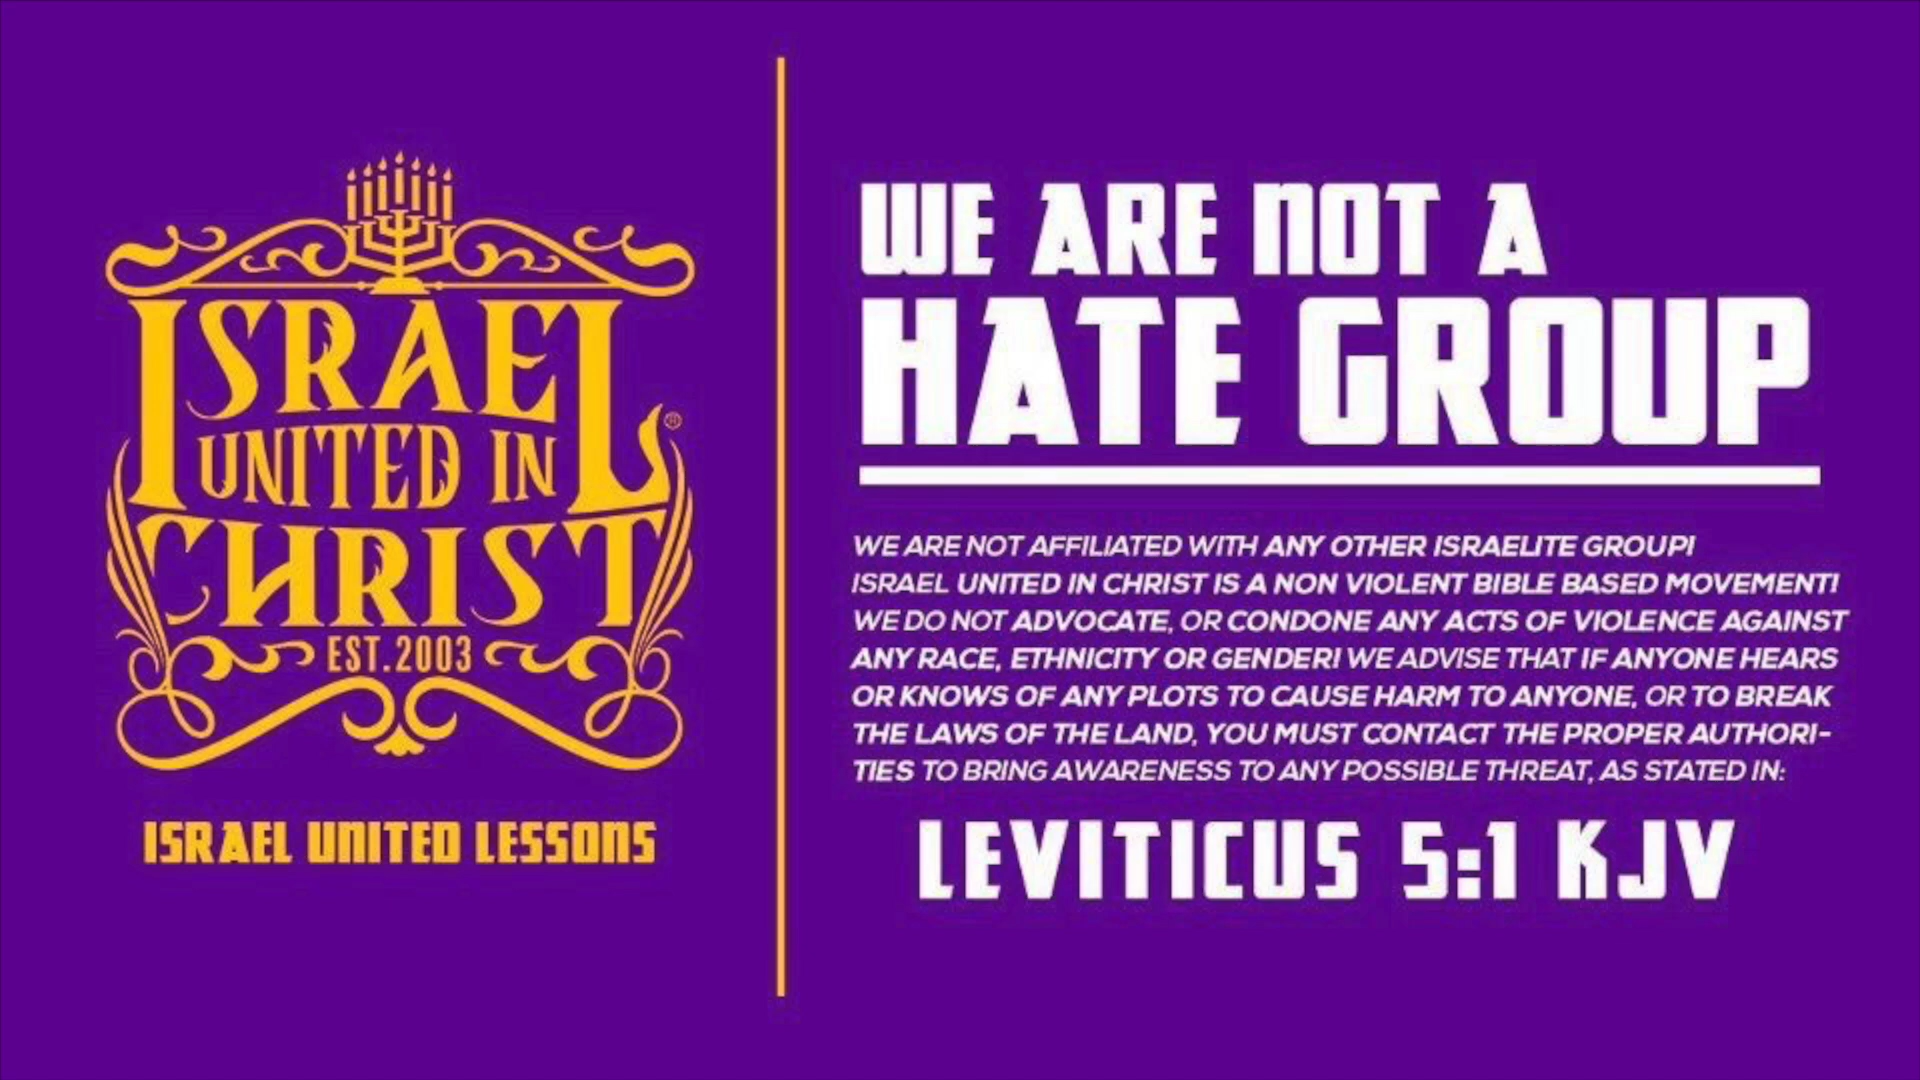 ISRAEL
UNITED IN
CHRIST
®
EST.2003
ISRAEL UNITED LESSONS
WE ARE NOT A
HATE GROUP
WE ARE NOT AFFILIATED WITH ANY OTHER ISRAELITE GROUP!
ISRAEL UNITED IN CHRIST IS A NON VIOLENT BIBLE BASED MOVEMENT!
WE DO NOT ADVOCATE, OR CONDONE ANY ACTS OF VIOLENCE AGAINST
ANY RACE, ETHNICITY OR GENDER! WE ADVISE THAT IF ANYONE HEARS
OR KNOWS OF ANY PLOTS TO CAUSE HARM TO ANYONE, OR TO BREAK
THE LAWS OF THE LAND, YOU MUST CONTACT THE PROPER AUTHORI-
TIES TO BRING AWARENESS TO ANY POSSIBLE THREAT, AS STATED IN:
LEVITICUS 5:1 KJV